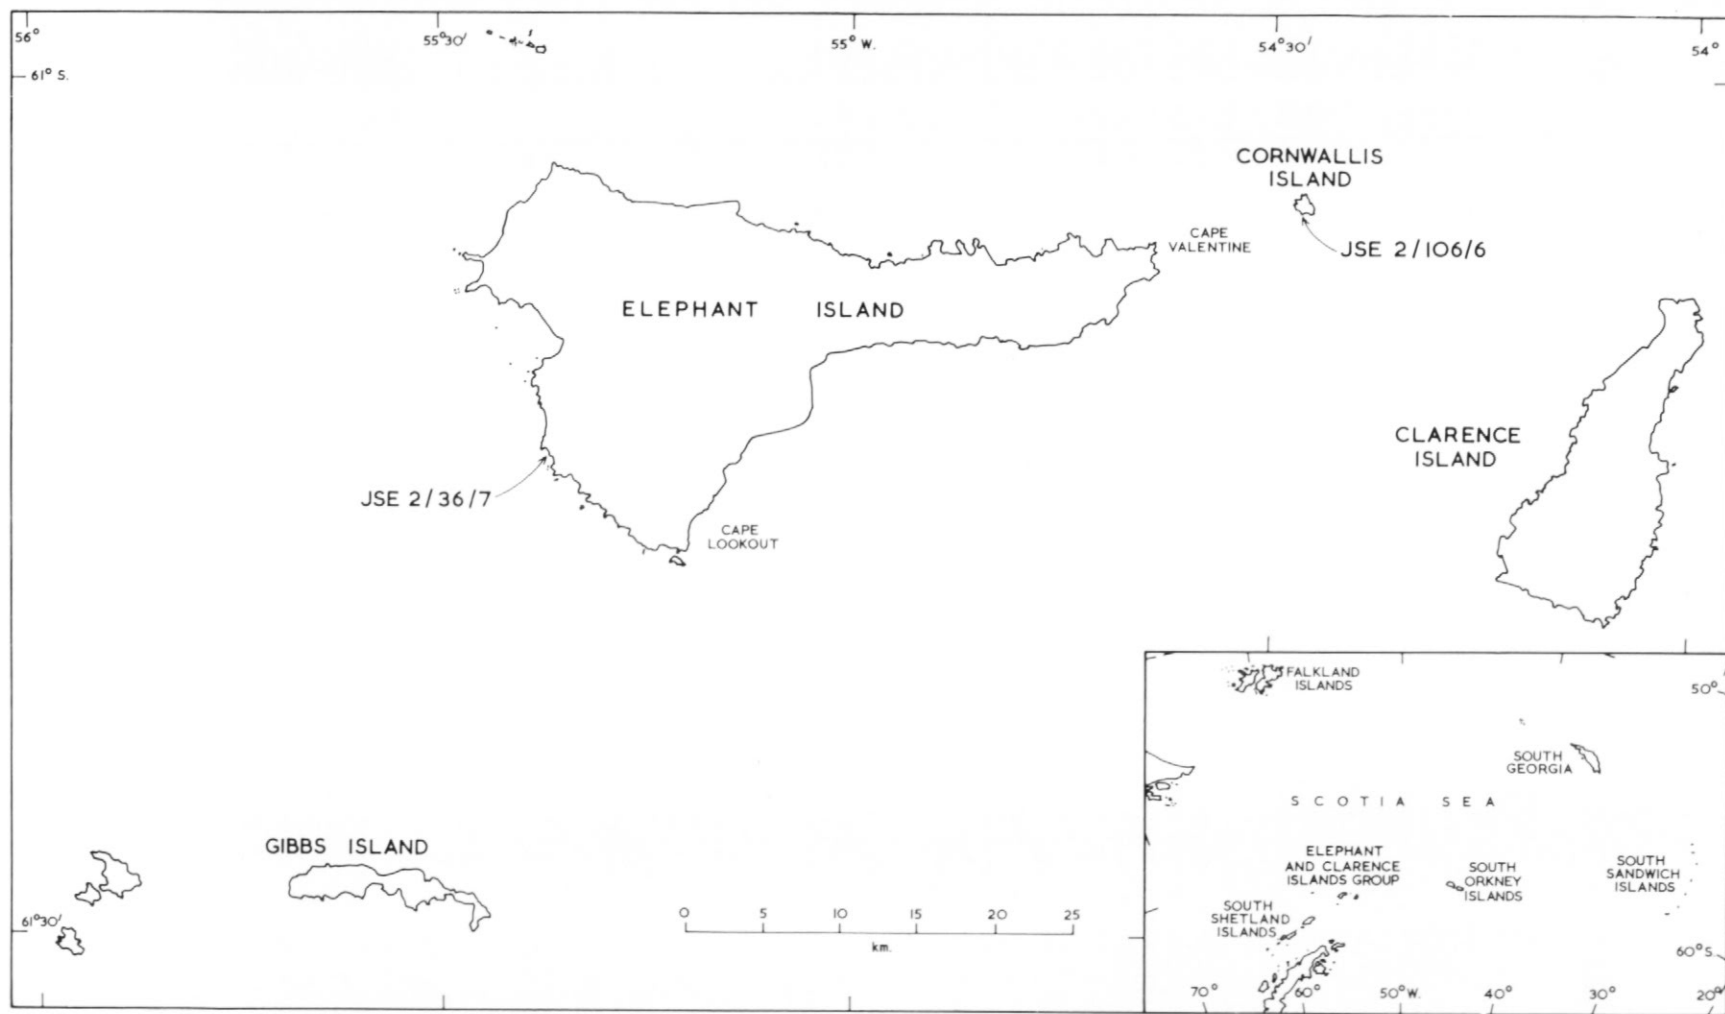 56°
55°30'
55° W.
54°30'
54°
61° S.
CORNWALLIS
ISLAND
CAPE
VALENTINE
JSE 2/106/6
ELEPHANT ISLAND
CLARENCE
ISLAND
JSE 2/36/7
CAPE
LOOKOUT
GIBBS ISLAND
61°30'
0 5 10 15 20 25
km.
FALKLAND
ISLANDS
50°
SOUTH
GEORGIA
SCOTIA SEA
ELEPHANT
AND CLARENCE
ISLANDS GROUP
SOUTH
ORKNEY
ISLANDS
SOUTH
SANDWICH
ISLANDS
SOUTH
SHETLAND
ISLANDS
60° S.
70° 60° 50° W. 40° 30° 20°